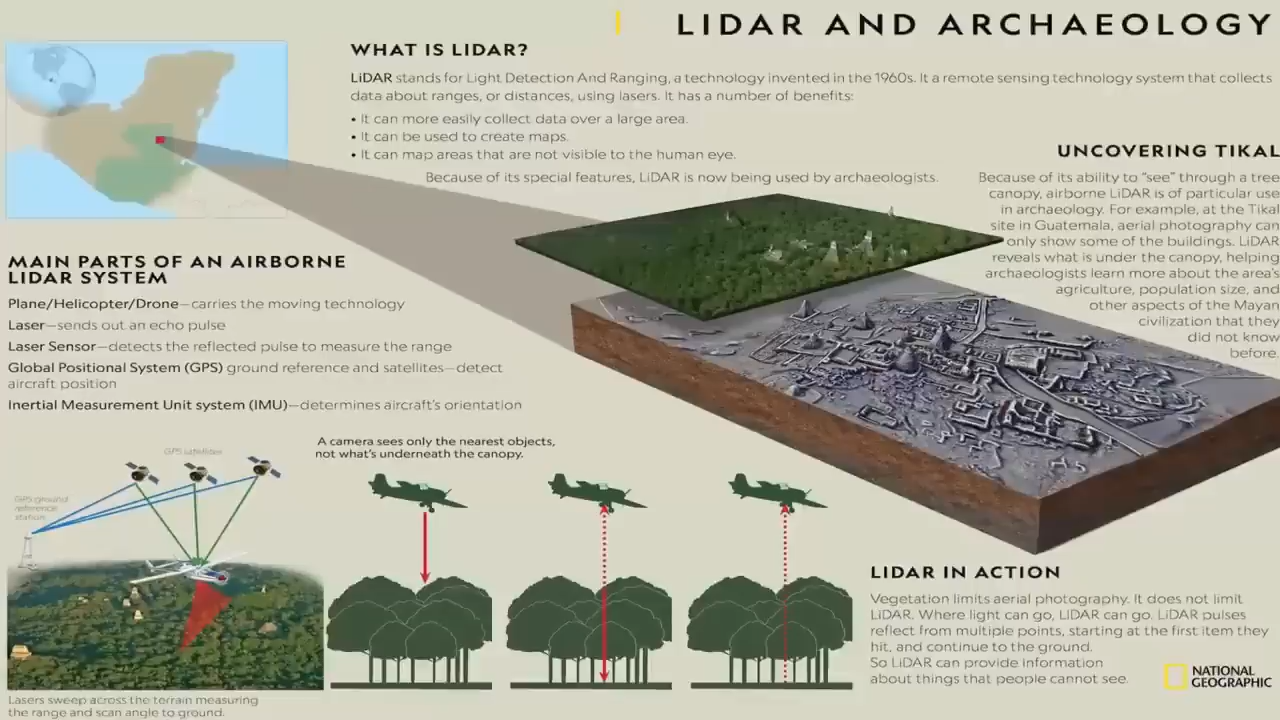 LIDAR AND ARCHAEOLOGY
WHAT IS LIDAR?
LiDAR stands for Light Detection And Ranging, a technology invented in the 1960s. It a remote sensing technology system that collects
data about ranges, or distances, using lasers. It has a number of benefits:
• It can more easily collect data over a large area.
• It can be used to create maps.
• It can map areas that are not visible to the human eye.
Because of its special features, LiDAR is now being used by archaeologists.
UNCOVERING TIKAL
Because of its ability to “see” through a tree
canopy, airborne LiDAR is of particular use
in archaeology. For example, at the Tikal
site in Guatemala, aerial photography can
only show some of the buildings. LiDAR
reveals what is under the canopy, helping
archaeologists learn more about the area’s
agriculture, population size, and
other aspects of the Mayan
civilization that they
did not know
before.
MAIN PARTS OF AN AIRBORNE
LIDAR SYSTEM
Plane/Helicopter/Drone—carries the moving technology
Laser—sends out an echo pulse
Laser Sensor—detects the reflected pulse to measure the range
Global Positional System (GPS) ground reference and satellites—detect
aircraft position
Inertial Measurement Unit system (IMU)—determines aircraft’s orientation
A camera sees only the nearest objects,
not what’s underneath the canopy.
GPS satellites
GPS ground
reference
station
Lasers sweep across the terrain measuring
the range and scan angle to ground.
LIDAR IN ACTION
Vegetation limits aerial photography. It does not limit
LiDAR. Where light can go, LiDAR can go. LiDAR pulses
reflect from multiple points, starting at the first item they
hit, and continue to the ground.
So LiDAR can provide information
about things that people cannot see.
NATIONAL
GEOGRAPHIC